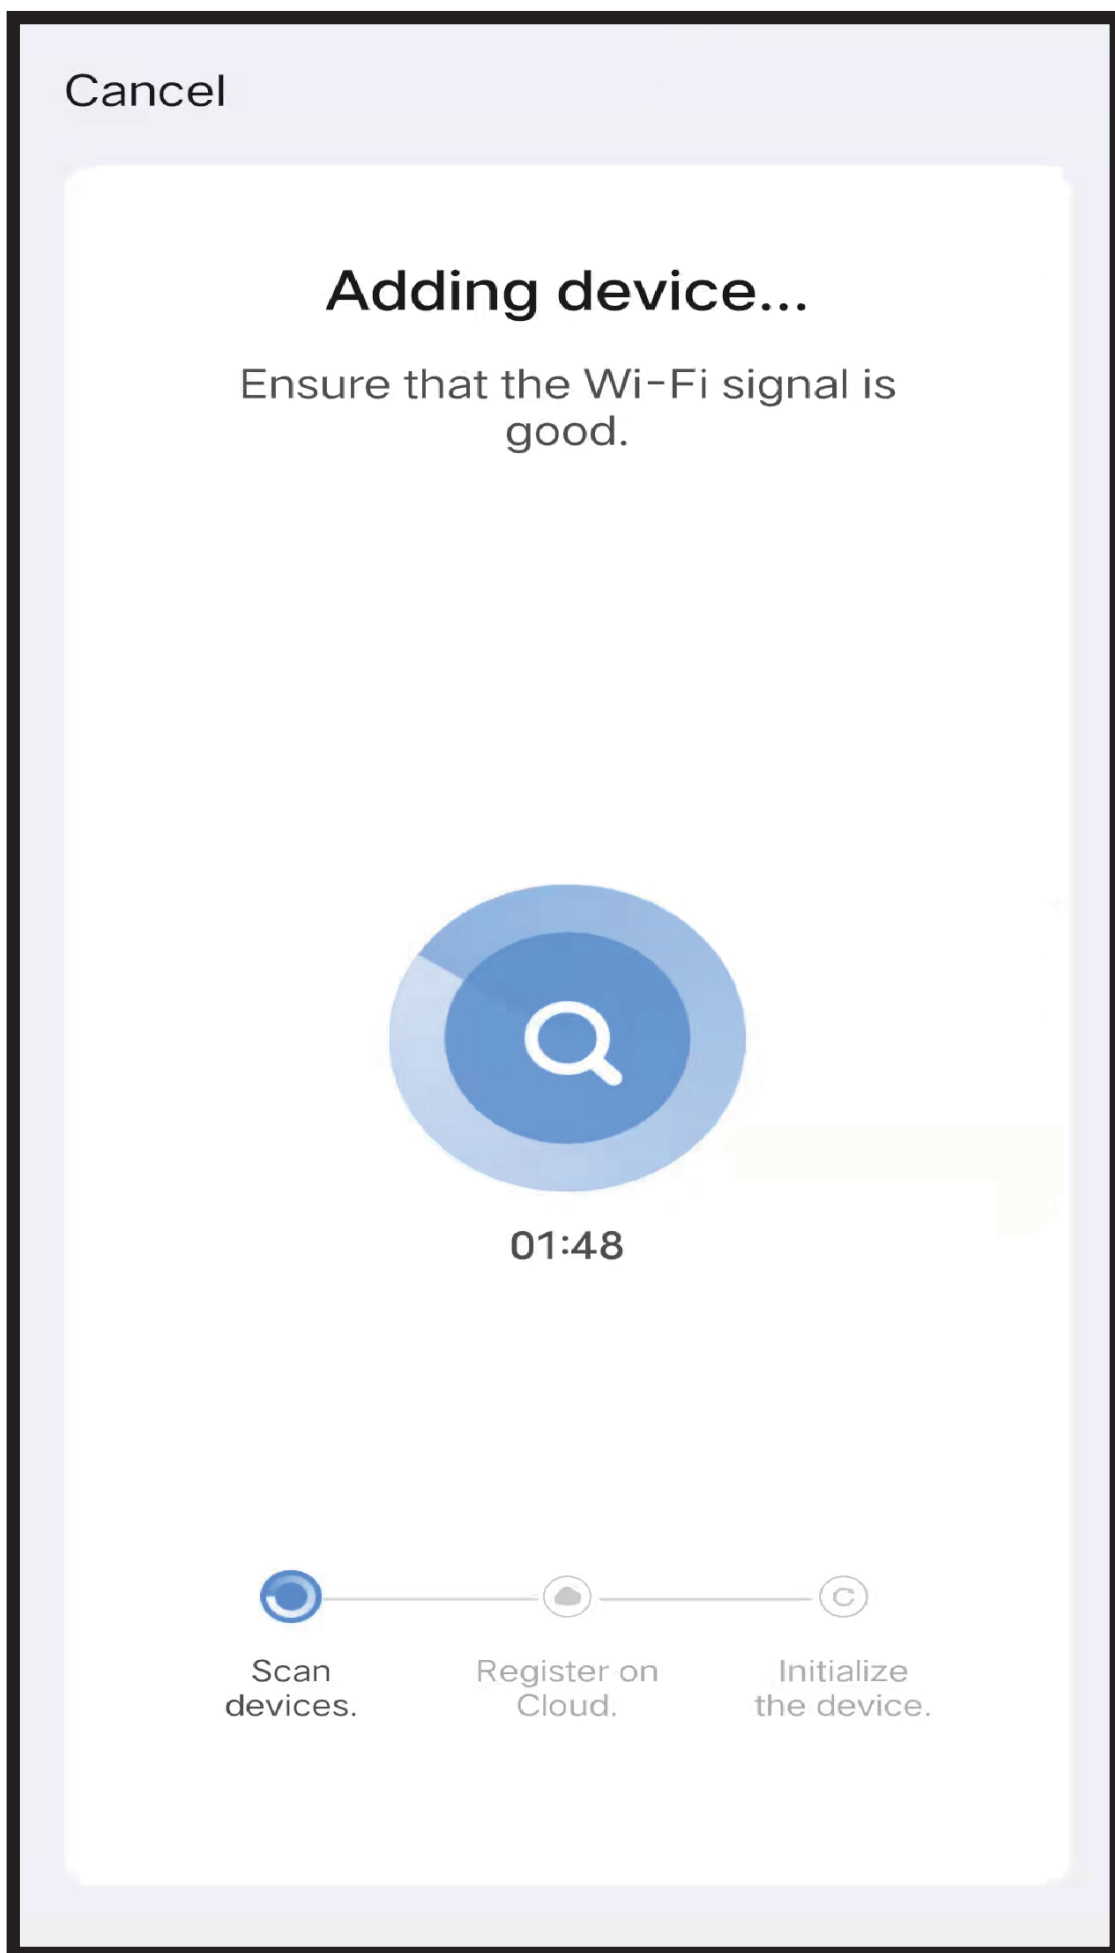 Cancel
Adding device...
Ensure that the Wi-Fi signal is
good.
01:48
Scan
devices.
Register on
Cloud.
Initialize
the device.